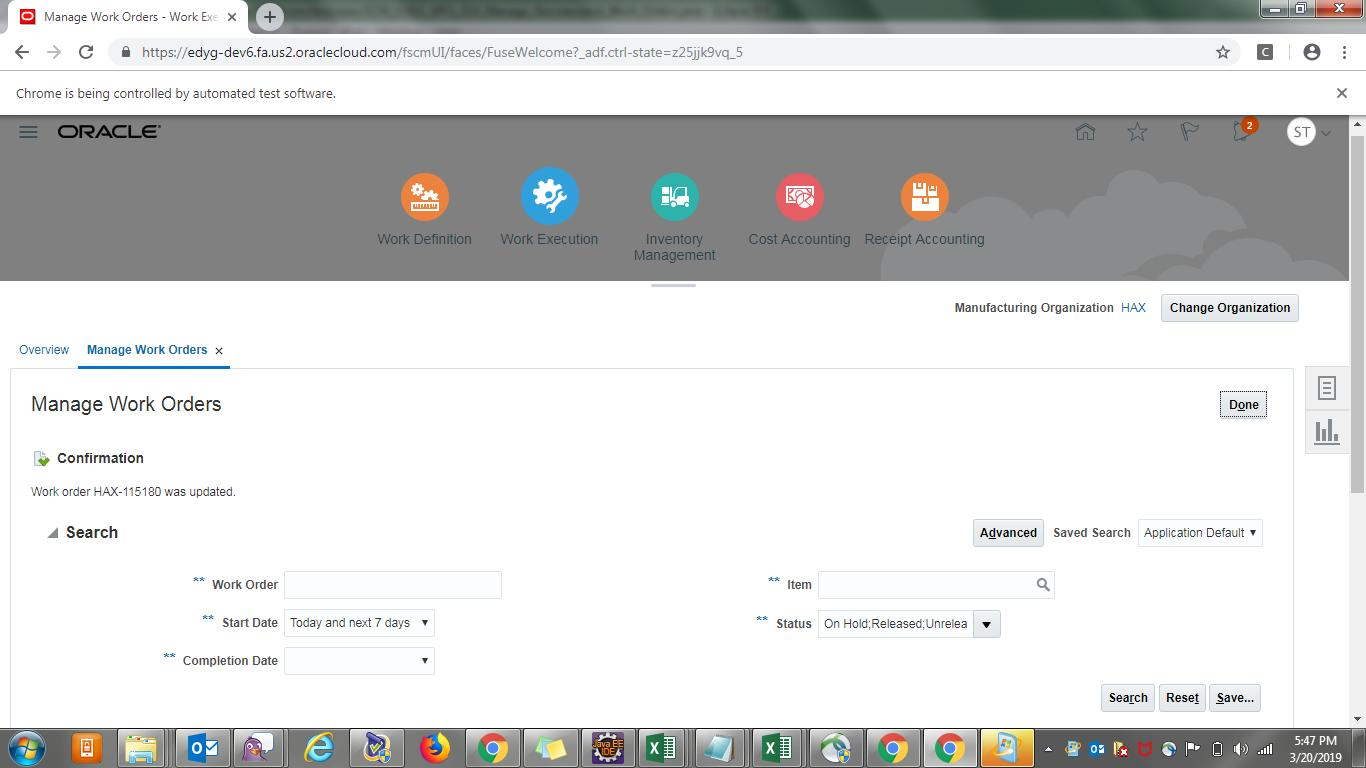 Manage Work Orders - Work Exe
https://edyg-dev6.fa.us2.oraclecloud.com/fscmUI/faces/FuseWelcome?_adf.ctrl-state=z25jjk9vq_5
C
Chrome is being controlled by automated test software.
ORACLE
2
ST
Work Definition
Work Execution
Inventory
Management
Cost Accounting
Receipt Accounting
Manufacturing Organization HAX Change Organization
Overview Manage Work Orders
Manage Work Orders
Done
Confirmation
Work order HAX-115180 was updated.
Search
Advanced Saved Search Application Default
** Work Order
** Item
** Start Date Today and next 7 days
** Status On Hold;Released;Unrelea
** Completion Date
Search Reset Save...
Java EE
IDE
5:47 PM
3/20/2019